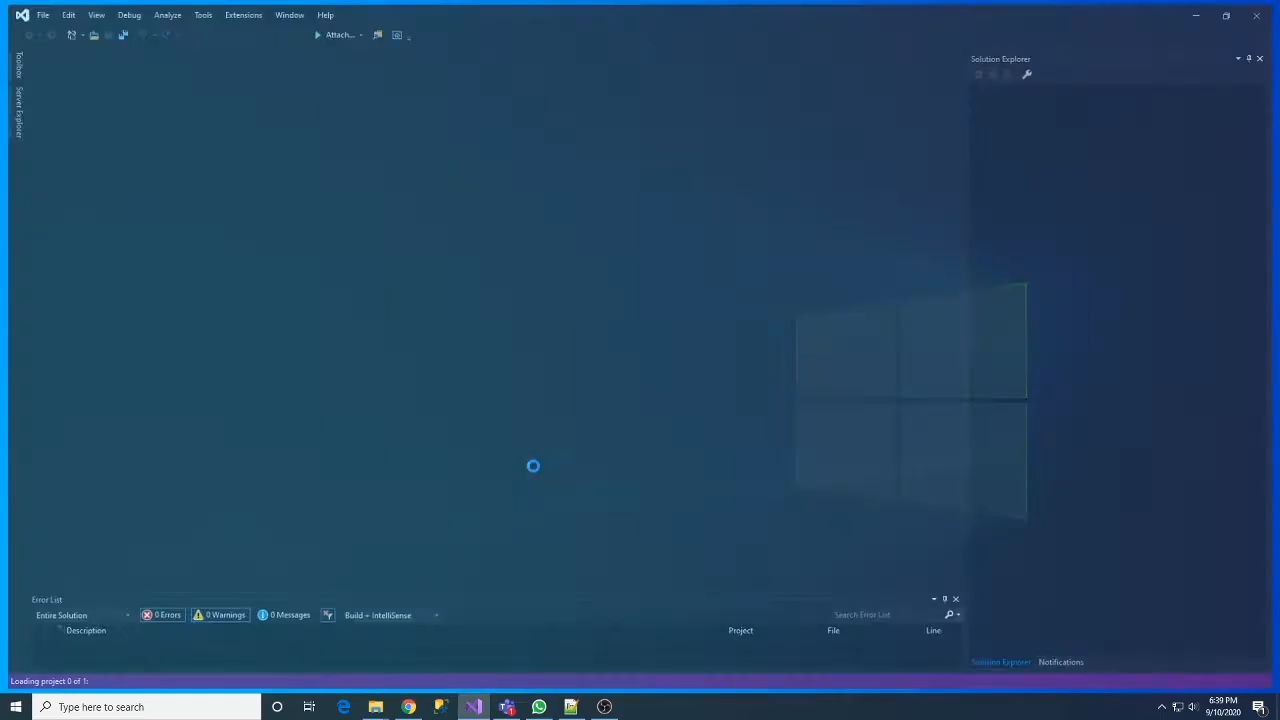 File Edit View Debug Analyze Tools Extensions Window Help
Attach...
Toolbox
Server Explorer
Solution Explorer
Error List
Entire Solution 0 Errors 0 Warnings 0 Messages Build + IntelliSense Search Error List
Description Project File Line
Solution Explorer Notifications
Loading project 0 of 1:
Type here to search
1
6:39 PM
9/10/2020